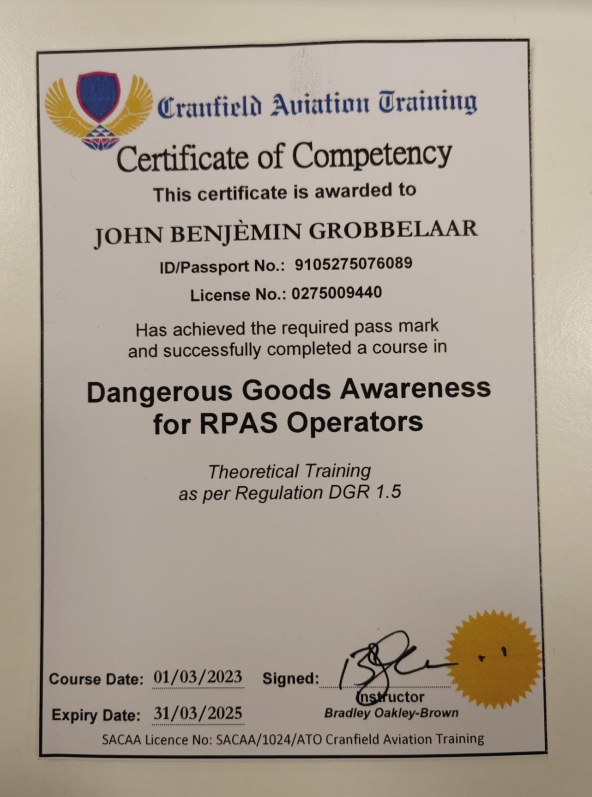 Cranfield Aviation Training
Certificate of Competency
This certificate is awarded to
JOHN BENJÈMIN GROBBELAAR
ID/Passport No.: 9105275076089
License No.: 0275009440
Has achieved the required pass mark
and successfully completed a course in
Dangerous Goods Awareness
for RPAS Operators
Theoretical Training
as per Regulation DGR 1.5
Course Date: 01/03/2023 Signed:
Instructor
Expiry Date: 31/03/2025 Bradley Oakley-Brown
SACAA Licence No: SACAA/1024/ATO Cranfield Aviation Training